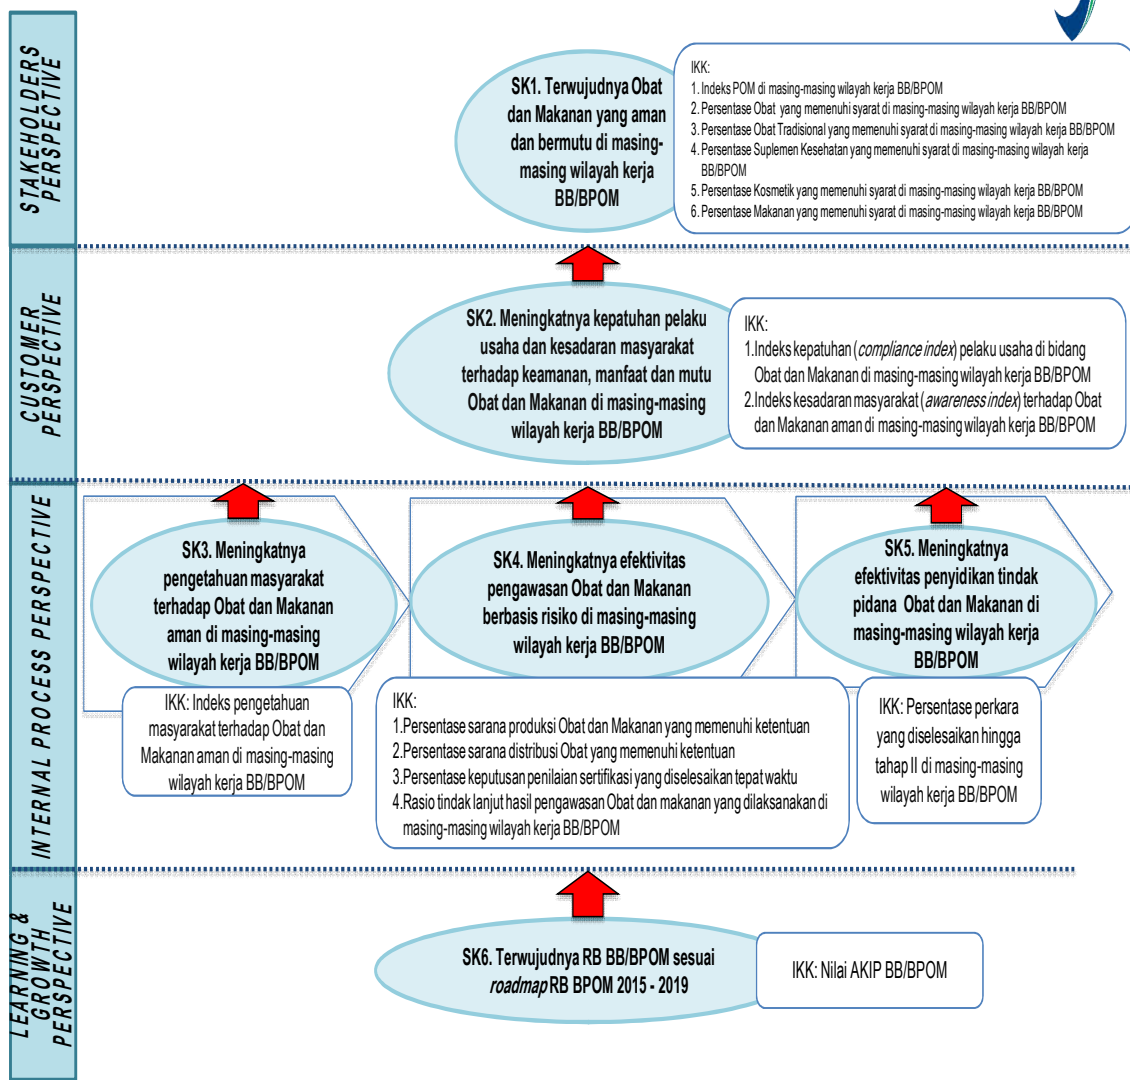 STAKEHOLDERS
PERSPECTIVE
SK1. Terwujudnya Obat
dan Makanan yang aman
dan bermutu di masing-
masing wilayah kerja
BB/BPOM
IKK:
1. Indeks POM di masing-masing wilayah kerja BB/BPOM
2. Persentase Obat yang memenuhi syarat di masing-masing wilayah kerja BB/BPOM
3. Persentase Obat Tradisional yang memenuhi syarat di masing-masing wilayah kerja BB/BPOM
4. Persentase Suplemen Kesehatan yang memenuhi syarat di masing-masing wilayah kerja
BB/BPOM
5. Persentase Kosmetik yang memenuhi syarat di masing-masing wilayah kerja BB/BPOM
6. Persentase Makanan yang memenuhi syarat di masing-masing wilayah kerja BB/BPOM
CUSTOMER
PERSPECTIVE
SK2. Meningkatnya kepatuhan pelaku
usaha dan kesadaran masyarakat
terhadap keamanan, manfaat dan mutu
Obat dan Makanan di masing-masing
wilayah kerja BB/BPOM
IKK:
1.Indeks kepatuhan (compliance index) pelaku usaha di bidang
Obat dan Makanan di masing-masing wilayah kerja BB/BPOM
2.Indeks kesadaran masyarakat (awareness index) terhadap Obat
dan Makanan aman di masing-masing wilayah kerja BB/BPOM
INTERNAL PROCESS PERSPECTIVE
SK3. Meningkatnya
pengetahuan masyarakat
terhadap Obat dan Makanan
aman di masing-masing
wilayah kerja BB/BPOM
IKK: Indeks pengetahuan
masyarakat terhadap Obat dan
Makanan aman di masing-masing
wilayah kerja BB/BPOM
SK4. Meningkatnya efektivitas
pengawasan Obat dan Makanan
berbasis risiko di masing-masing
wilayah kerja BB/BPOM
IKK:
1.Persentase sarana produksi Obat dan Makanan yang memenuhi ketentuan
2.Persentase sarana distribusi Obat yang memenuhi ketentuan
3.Persentase keputusan penilaian sertifikasi yang diselesaikan tepat waktu
4.Rasio tindak lanjut hasil pengawasan Obat dan makanan yang dilaksanakan di
masing-masing wilayah kerja BB/BPOM
SK5. Meningkatnya
efektivitas penyidikan tindak
pidana Obat dan Makanan di
masing-masing wilayah kerja
BB/BPOM
IKK: Persentase perkara
yang diselesaikan hingga
tahap II di masing-masing
wilayah kerja BB/BPOM
LEARNING &
GROWTH
PERSPECTIVE
SK6. Terwujudnya RB BB/BPOM sesuai
roadmap RB BPOM 2015 - 2019
IKK: Nilai AKIP BB/BPOM